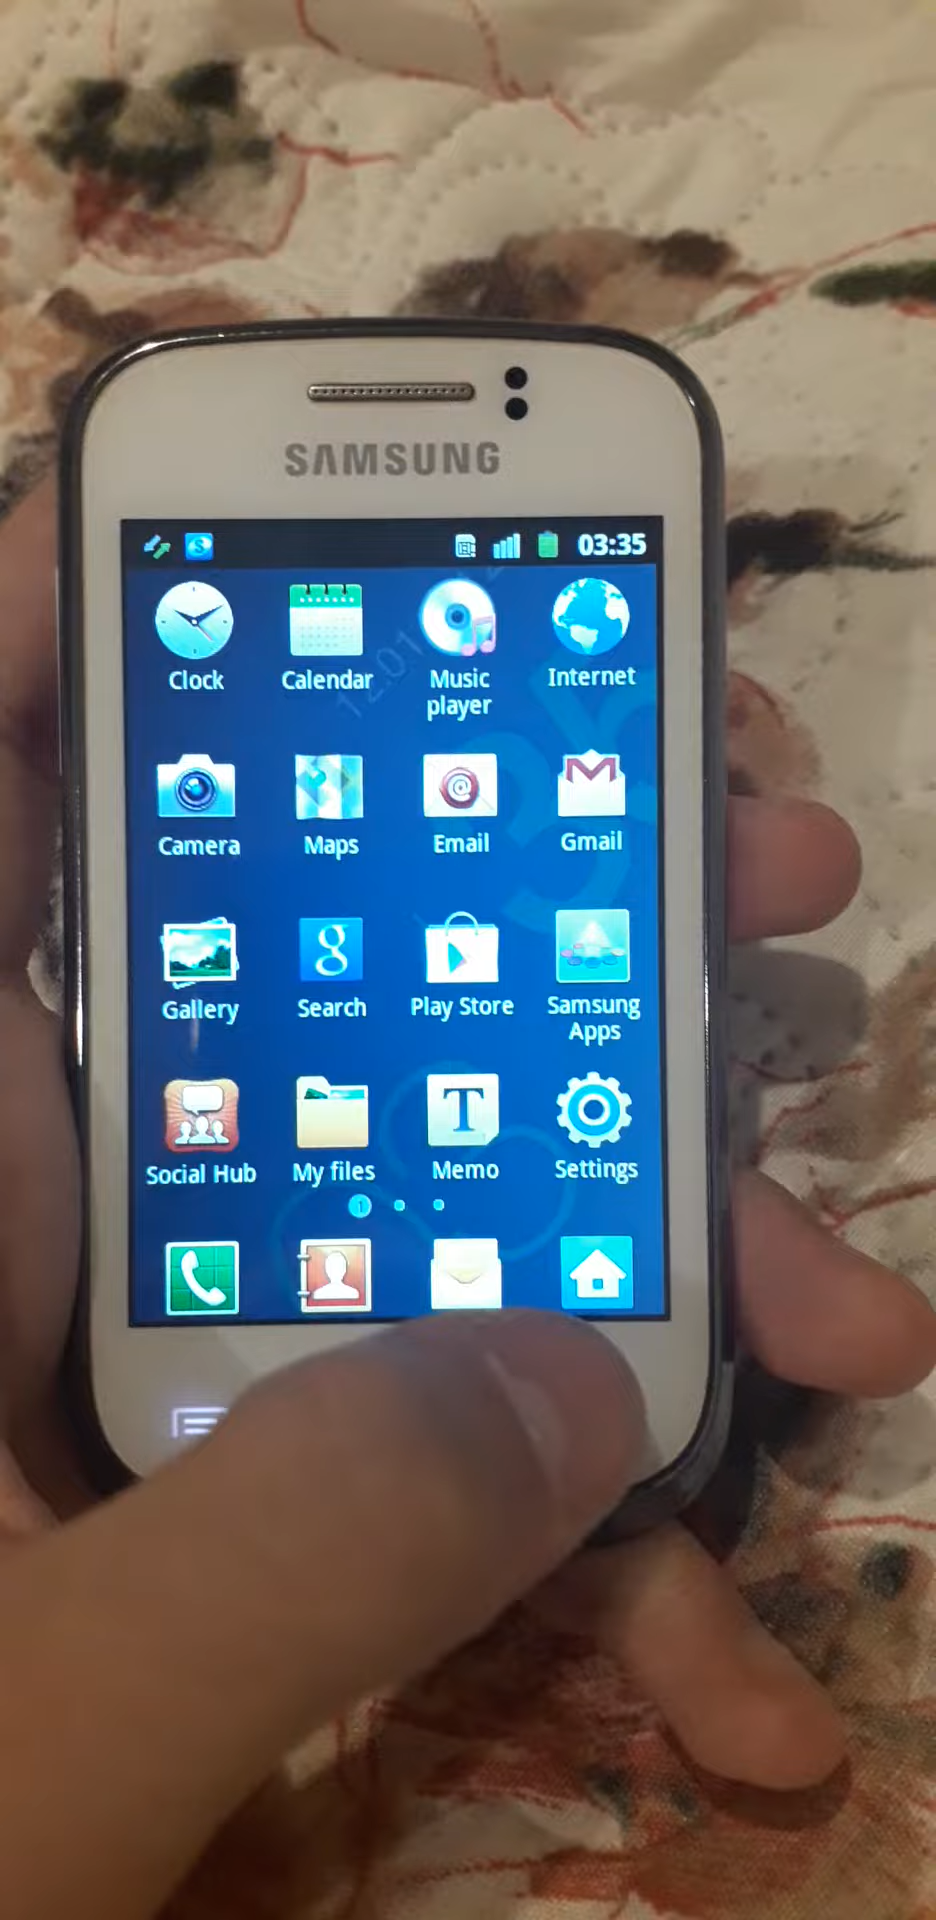 SAMSUNG
03:35
Clock Calendar Music player Internet
Camera Maps Email Gmail
Gallery Search Play Store Samsung Apps
Social Hub My files Memo Settings
1